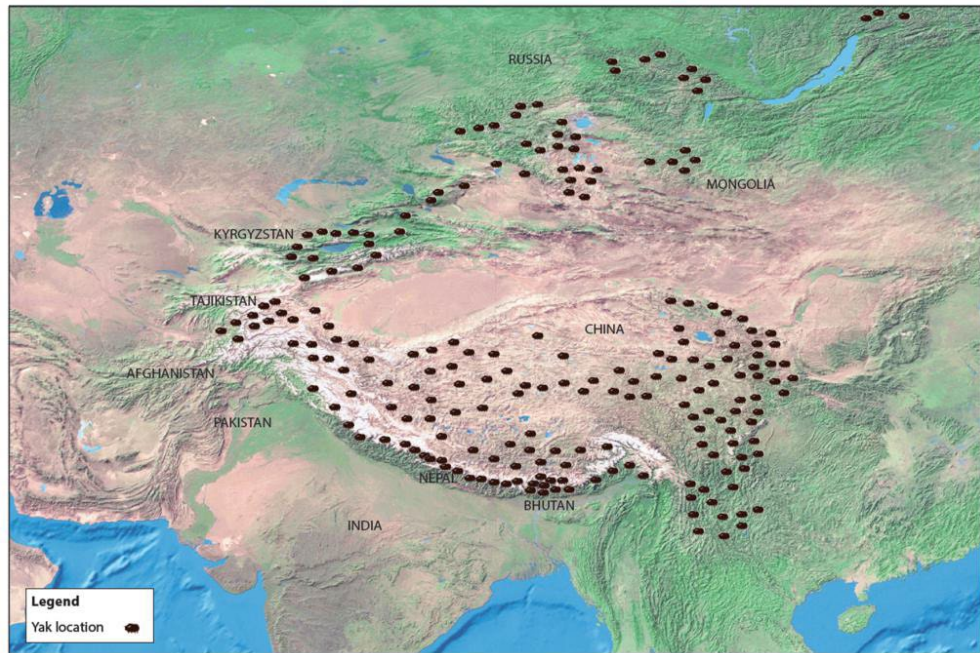 RUSSIA
MONGOLIA
KYRGYZSTAN
TAJIKISTAN
CHINA
AFGHANISTAN
PAKISTAN
NEPAL
BHUTAN
INDIA
Legend
Yak location